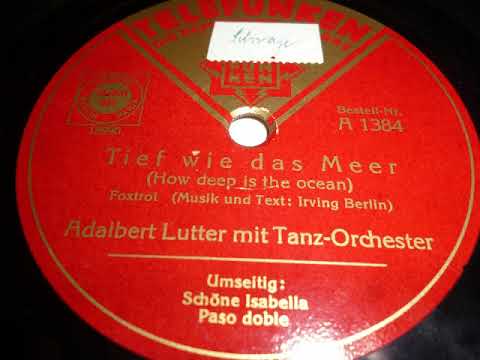 TELEFUNKEN
Bestell-Nr.
A 1384
18990
Tief wie das Meer
(How deep is the ocean)
Foxtrot (Musik und Text: Irving Berlin)
Adalbert Lutter mit Tanz-Orchester
Umseitig:
Schöne Isabella
Paso doble